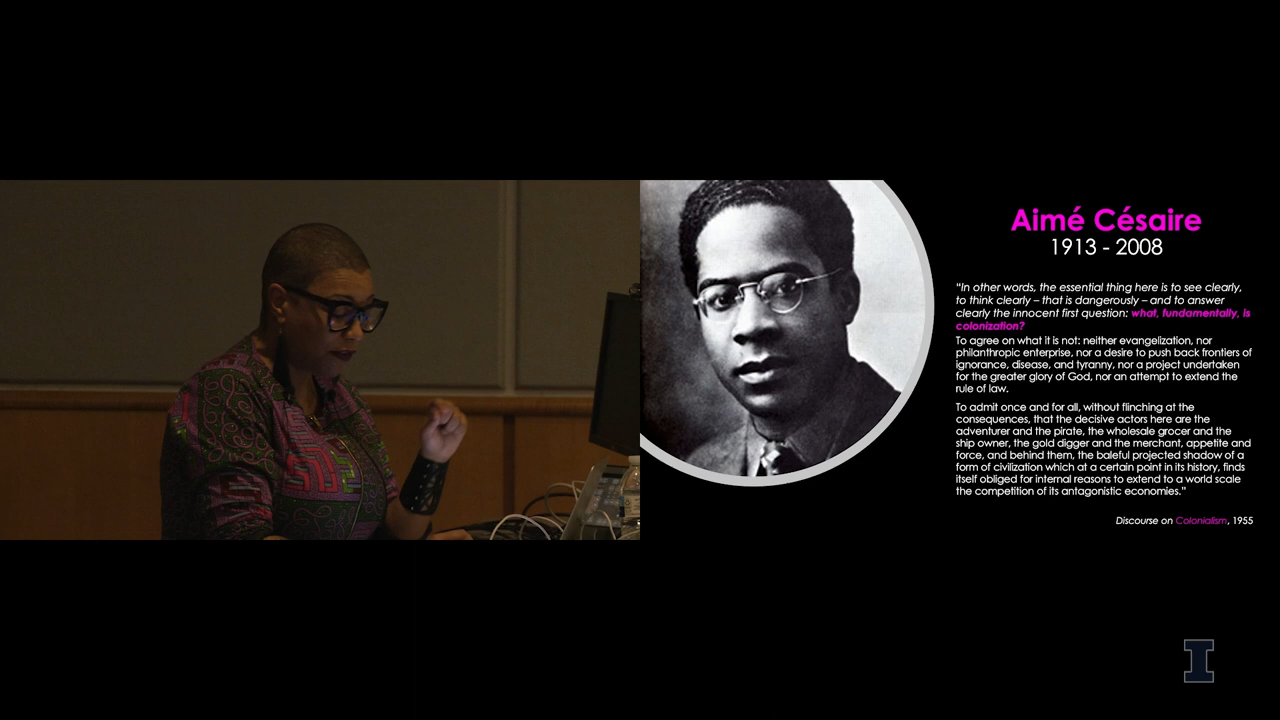 Aimé Césaire
1913 - 2008
“In other words, the essential thing here is to see clearly,
to think clearly – that is dangerously – and to answer
clearly the innocent first question: what, fundamentally, is
colonization?
To agree on what it is not: neither evangelization, nor
philanthropic enterprise, nor a desire to push back frontiers of
ignorance, disease, and tyranny, nor a project undertaken
for the greater glory of God, nor an attempt to extend the
rule of law.
To admit once and for all, without flinching at the
consequences, that the decisive actors here are the
adventurer and the pirate, the wholesale grocer and the
ship owner, the gold digger and the merchant, appetite and
force, and behind them, the baleful projected shadow of a
form of civilization which at a certain point in its history, finds
itself obliged for internal reasons to extend to a world scale
the competition of its antagonistic economies.”
Discourse on Colonialism, 1955
I